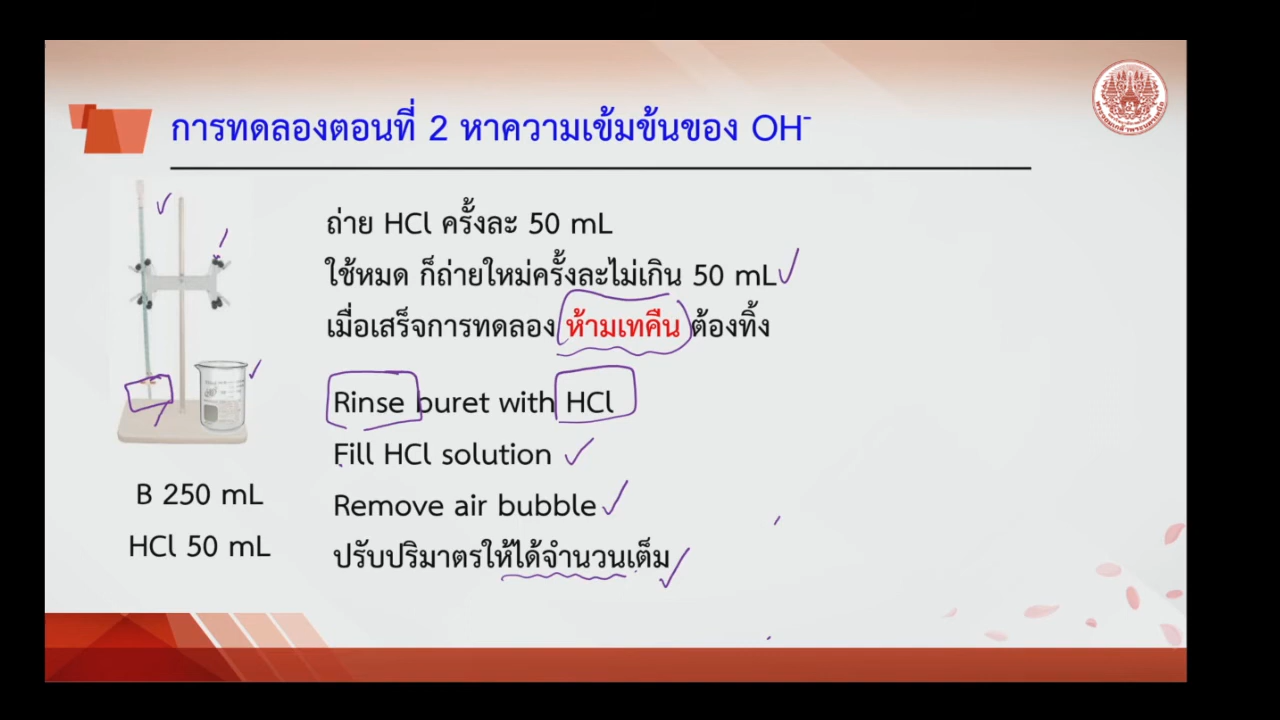 การทดลองตอนที่ 2 หาความเข้มข้นของ OH⁻
ถ่าย HCl ครั้งละ 50 mL
ใช้หมด ก็ถ่ายใหม่ครั้งละไม่เกิน 50 mL
เมื่อเสร็จการทดลอง ห้ามเทคืน ต้องทิ้ง
Rinse buret with HCl
Fill HCl solution
Remove air bubble
ปรับปริมาตรให้ได้จำนวนเต็ม
B 250 mL
HCl 50 mL